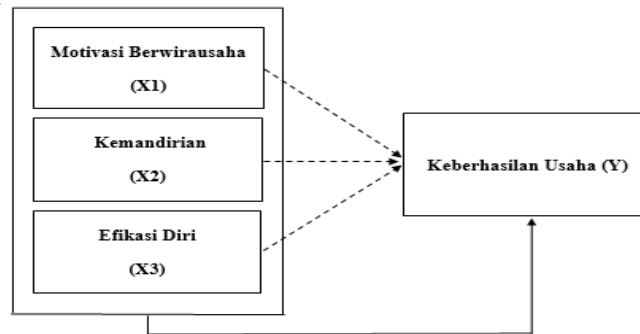 Motivasi Berwirausaha
(X1)
Kemandirian
(X2)
Efikasi Diri
(X3)
Keberhasilan Usaha (Y)